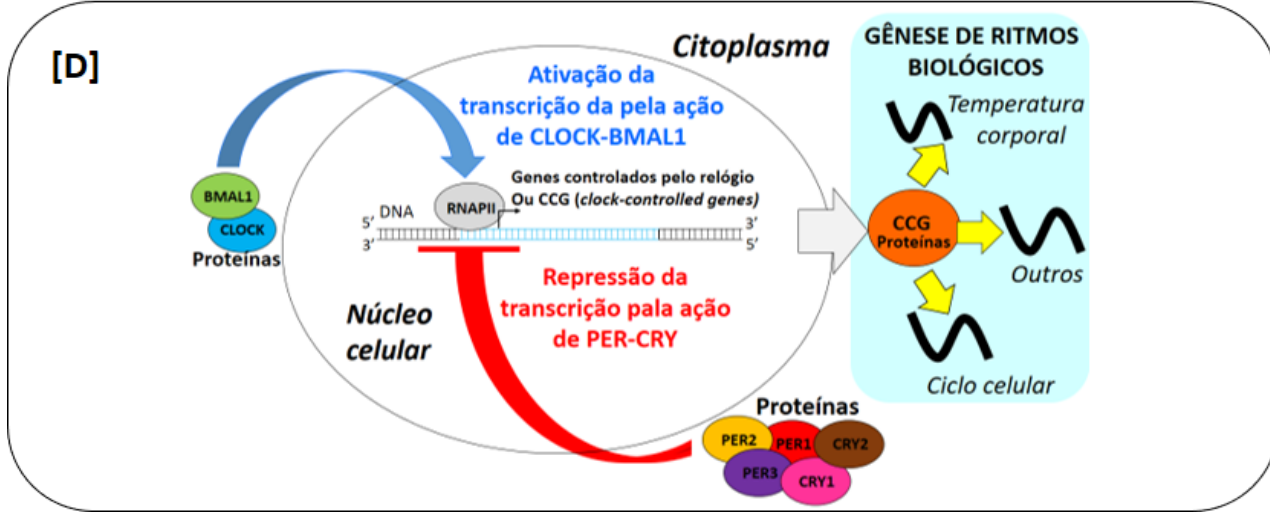 [D]
Citoplasma
GÊNESE DE RITMOS
BIOLÓGICOS
Ativação da
transcrição da pela ação
de CLOCK-BMAL1
Temperatura
corporal
BMAL1
CLOCK
Proteínas
Genes controlados pelo relógio
Ou CCG (clock-controlled genes)
RNAPII
5’ DNA 3’
3’ 5’
CCG
Proteínas
Outros
Repressão da
transcrição pala ação
de PER-CRY
Núcleo
celular
Ciclo celular
Proteínas
PER2
PER1
CRY2
PER3
CRY1